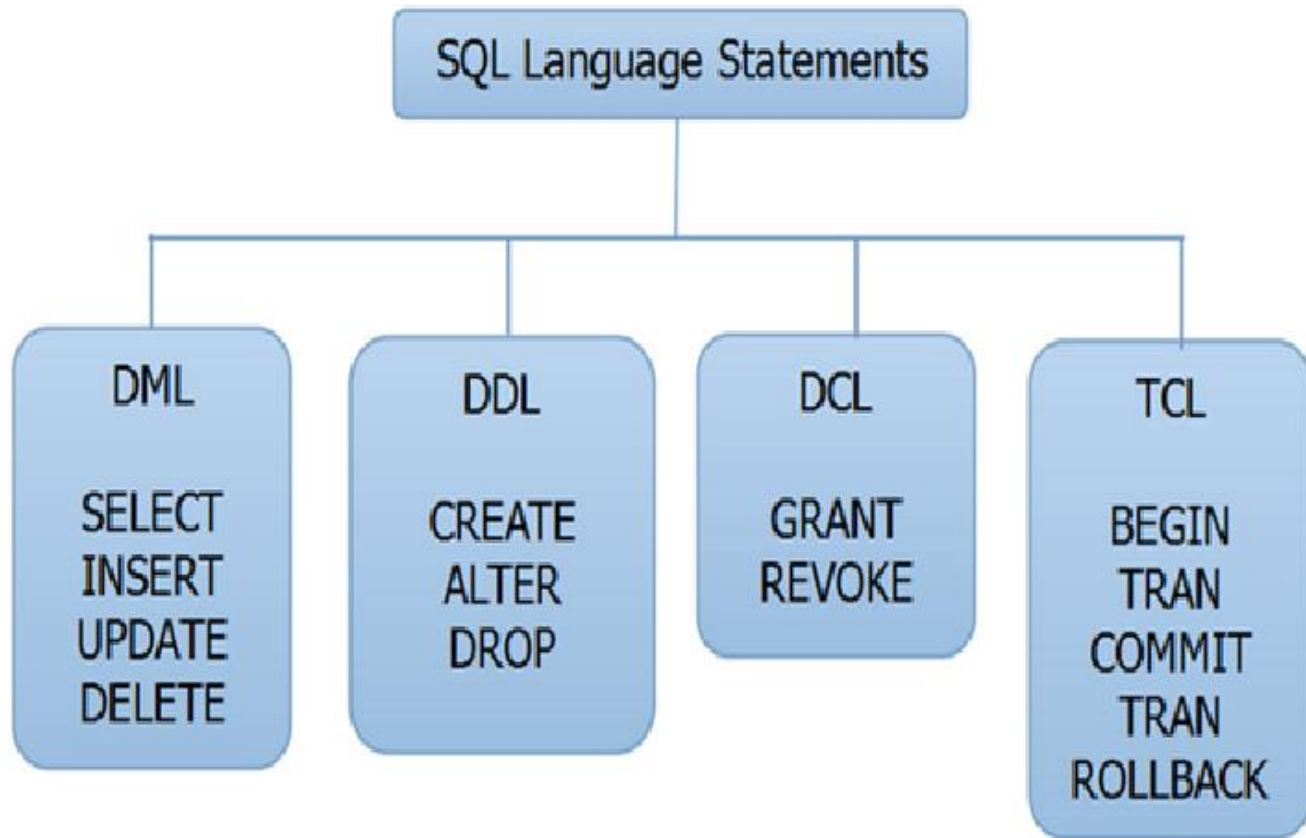 SQL Language Statements
DML
SELECT
INSERT
UPDATE
DELETE
DDL
CREATE
ALTER
DROP
DCL
GRANT
REVOKE
TCL
BEGIN
TRAN
COMMIT
TRAN
ROLLBACK